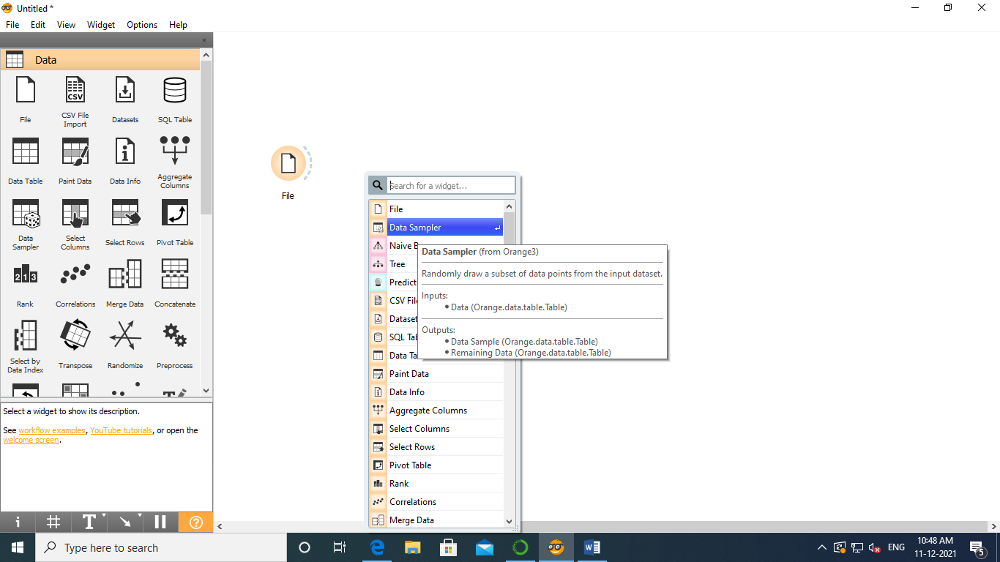 Untitled *
File Edit View Widget Options Help
Data
File
CSV File Import
Datasets
SQL Table
Data Table
Paint Data
Data Info
Aggregate Columns
Data Sampler
Select Columns
Select Rows
Pivot Table
Rank
Correlations
Merge Data
Concatenate
Select by Data Index
Transpose
Randomize
Preprocess
Select a widget to show its description.
See workflow examples, YouTube tutorials, or open the
welcome screen.
File
Search for a widget...
File
Data Sampler
Naive B
Tree
Predict
CSV File
Dataset
SQL Tab
Data Ta
Paint Data
Data Info
Aggregate Columns
Select Columns
Select Rows
Pivot Table
Rank
Correlations
Merge Data
Data Sampler (from Orange3)
Randomly draw a subset of data points from the input dataset.
Inputs:
• Data (Orange.data.table.Table)
Outputs:
• Data Sample (Orange.data.table.Table)
• Remaining Data (Orange.data.table.Table)
Type here to search
ENG
10:48 AM
11-12-2021
5